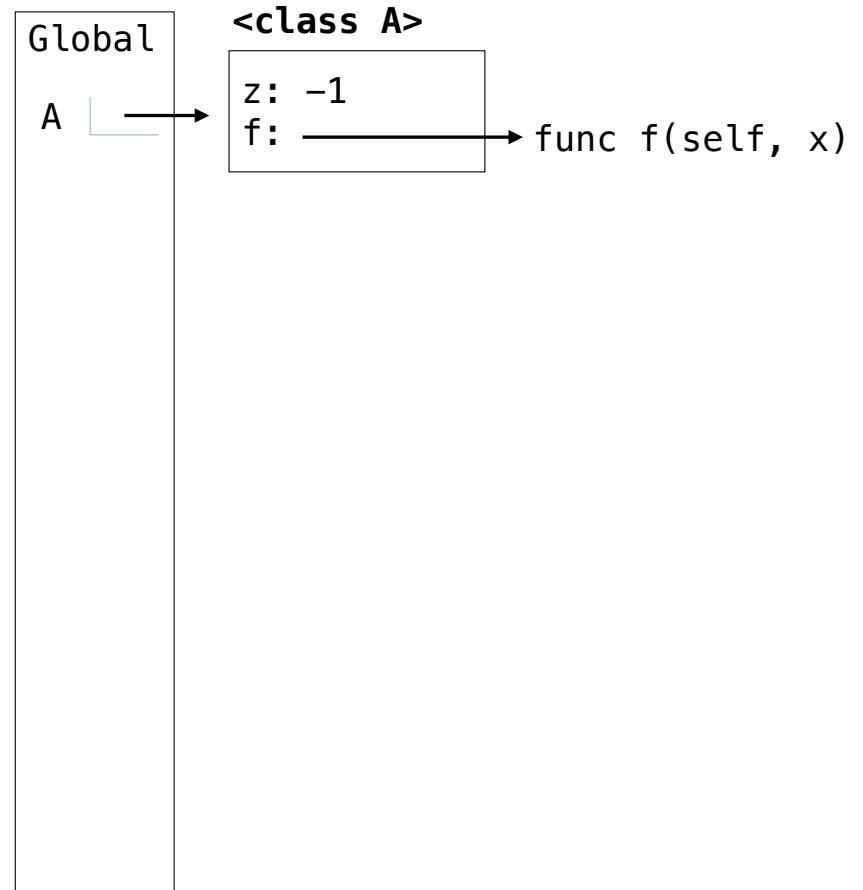 Global
A
<class A>
z: −1
f:
func f(self, x)